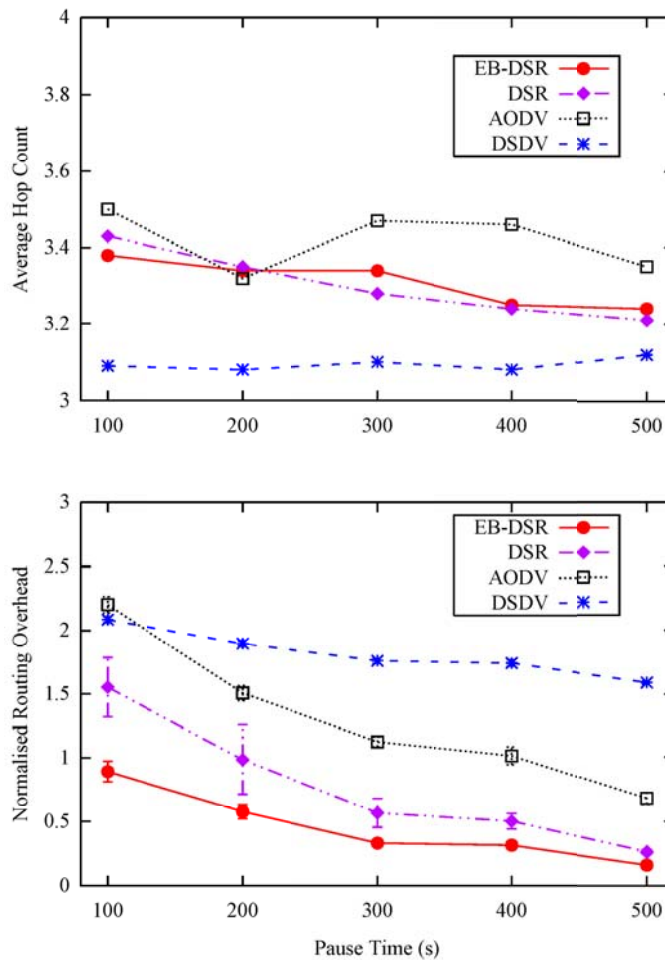 4
3.8
3.6
3.4
3.2
3
Average Hop Count
EB-DSR
DSR
AODV
DSDV
100 200 300 400 500
3
2.5
2
1.5
1
0.5
0
Normalised Routing Overhead
EB-DSR
DSR
AODV
DSDV
100 200 300 400 500
Pause Time (s)